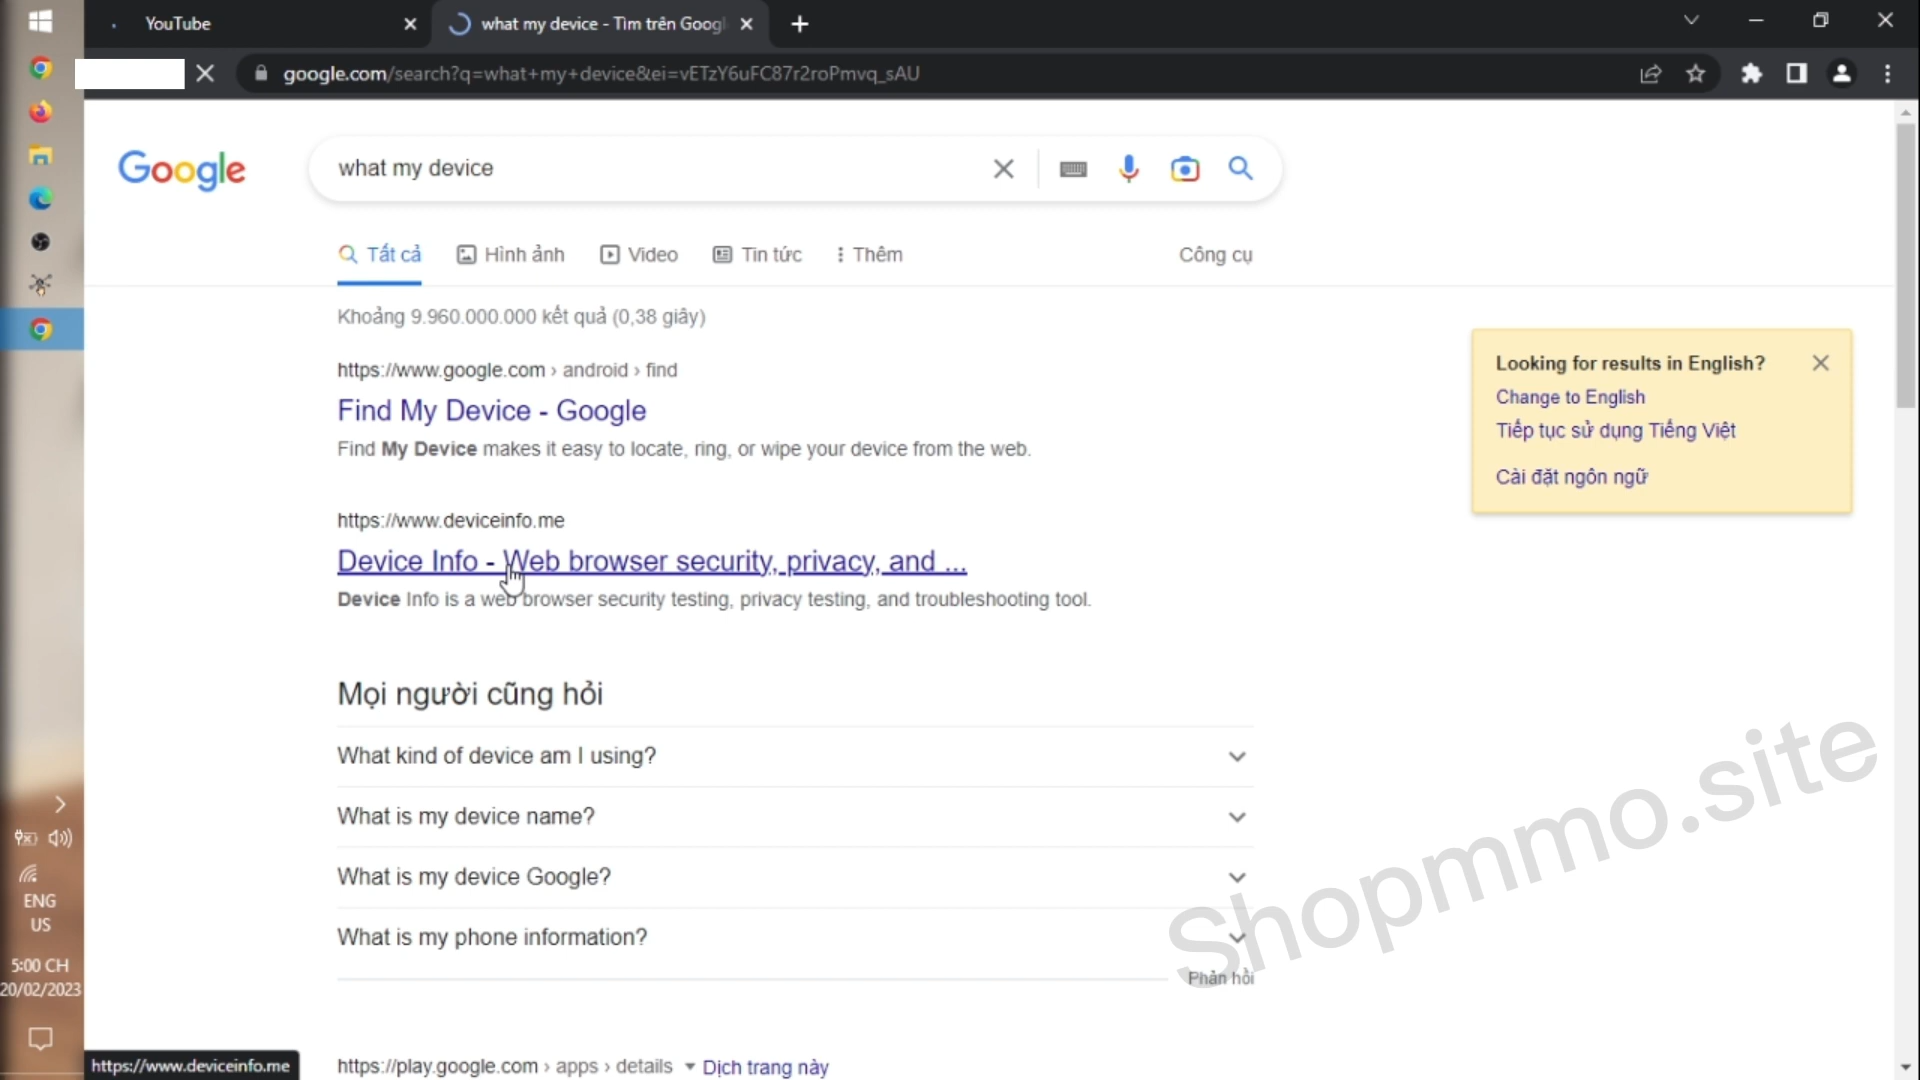 YouTube
what my device - Tìm trên Googl
google.com/search?q=what+my+device&ei=vETzY6uFC87r2roPmvq_sAU
Google
what my device
Tất cả
Hình ảnh
Video
Tin tức
Thêm
Công cụ
Khoảng 9.960.000.000 kết quả (0,38 giây)
https://www.google.com › android › find
Find My Device - Google
Find My Device makes it easy to locate, ring, or wipe your device from the web.
Looking for results in English?
Change to English
Tiếp tục sử dụng Tiếng Việt
Cài đặt ngôn ngữ
https://www.deviceinfo.me
Device Info - Web browser security, privacy, and ...
Device Info is a web browser security testing, privacy testing, and troubleshooting tool.
Mọi người cũng hỏi
What kind of device am I using?
What is my device name?
What is my device Google?
What is my phone information?
Phản hồi
Shopmmo.site
ENG
US
5:00 CH
20/02/2023
https://www.deviceinfo.me
https://play.google.com › apps › details
Dịch trang này